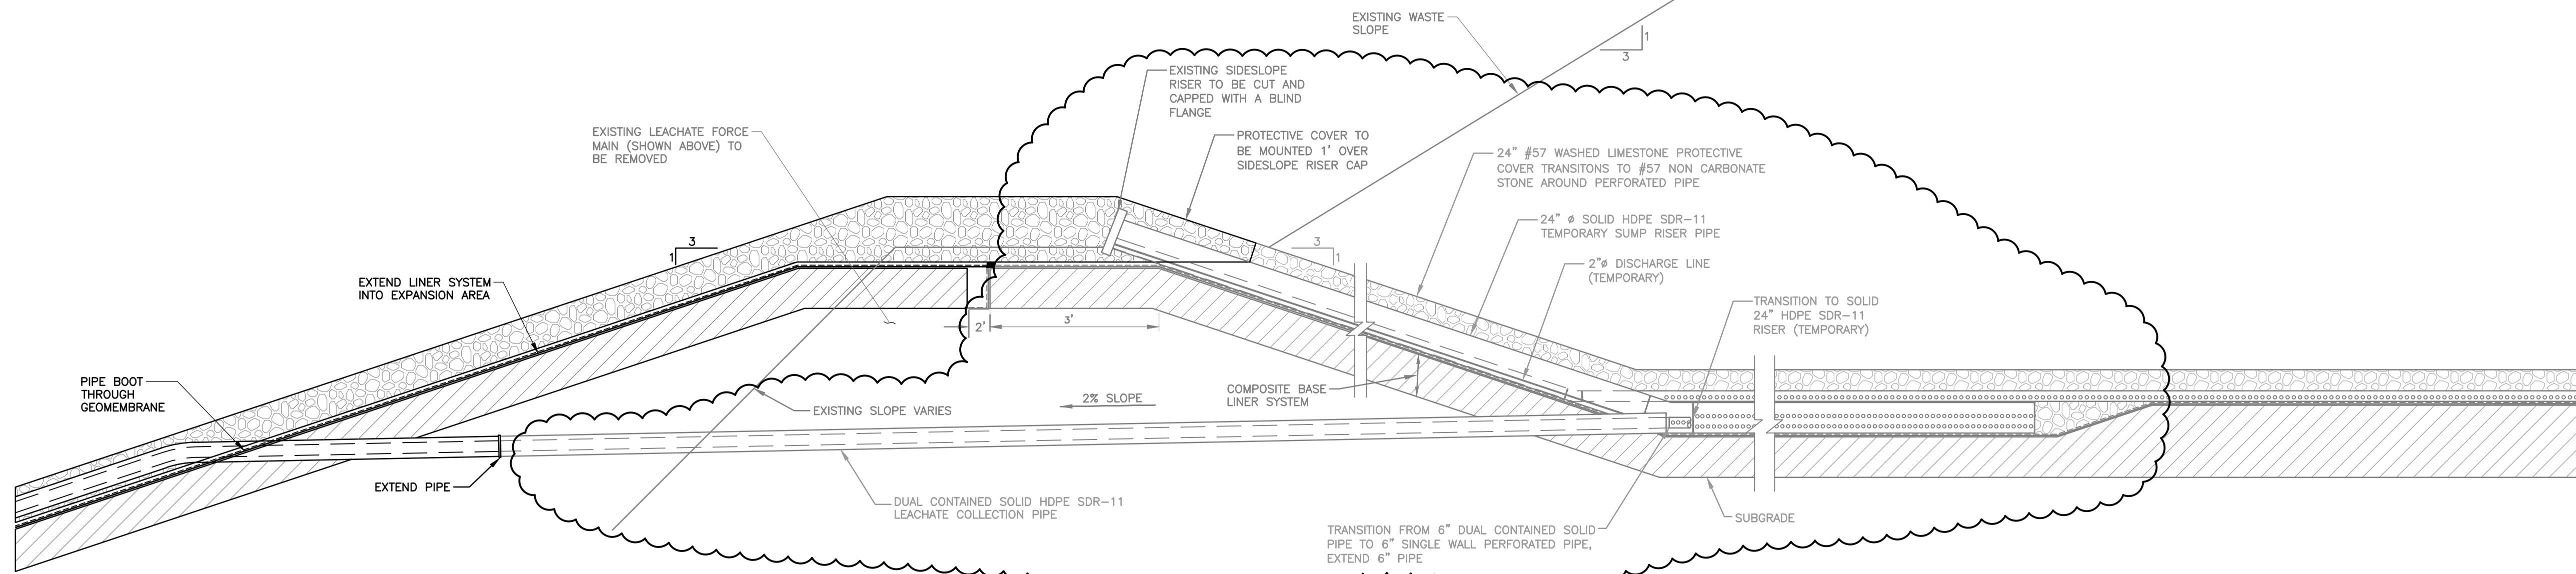 EXISTING WASTE
SLOPE
1
3
EXISTING SIDESLOPE
RISER TO BE CUT AND
CAPPED WITH A BLIND
FLANGE
EXISTING LEACHATE FORCE
MAIN (SHOWN ABOVE) TO
BE REMOVED
PROTECTIVE COVER TO
BE MOUNTED 1' OVER
SIDESLOPE RISER CAP
24" #57 WASHED LIMESTONE PROTECTIVE
COVER TRANSITONS TO #57 NON CARBONATE
STONE AROUND PERFORATED PIPE
24" ø SOLID HDPE SDR-11
TEMPORARY SUMP RISER PIPE
3
1
3
1
2"ø DISCHARGE LINE
(TEMPORARY)
EXTEND LINER SYSTEM
INTO EXPANSION AREA
TRANSITION TO SOLID
24" HDPE SDR-11
RISER (TEMPORARY)
2'
3'
PIPE BOOT
THROUGH
GEOMEMBRANE
COMPOSITE BASE
LINER SYSTEM
2% SLOPE
EXISTING SLOPE VARIES
EXTEND PIPE
DUAL CONTAINED SOLID HDPE SDR-11
LEACHATE COLLECTION PIPE
SUBGRADE
TRANSITION FROM 6" DUAL CONTAINED SOLID
PIPE TO 6" SINGLE WALL PERFORATED PIPE,
EXTEND 6" PIPE